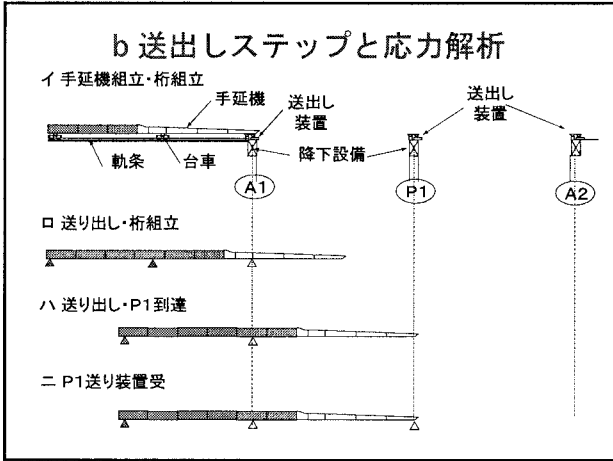 b 送出しステップと応力解析
イ 手延機組立・桁組立
手延機
送出し
装置
送出し
装置
軌条
台車
降下設備
A1
P1
A2
ロ 送り出し・桁組立
ハ 送り出し・P1到達
ニ P1送り装置受